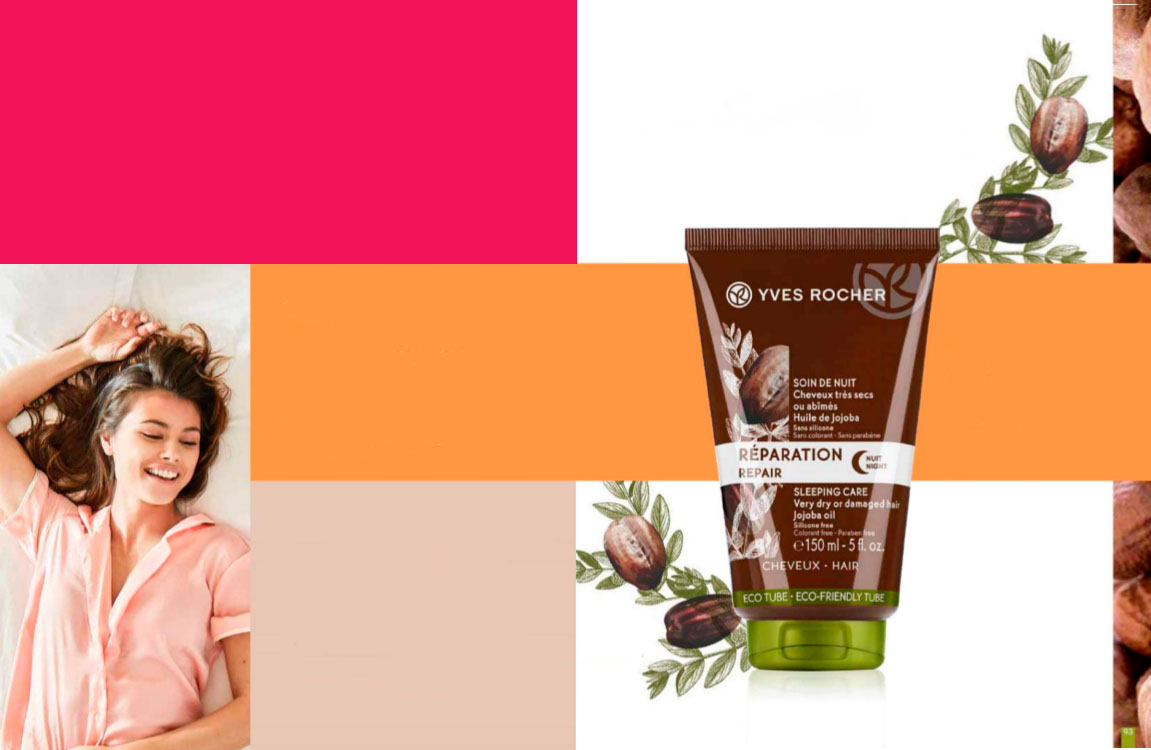 YVES ROCHER
SOIN DE NUIT
Cheveux très secs
ou abîmés
Huile de Jojoba
Sans silicone
Sans colorant - Sans parabène
RÉPARATION
REPAIR
NUIT
NIGHT
SLEEPING CARE
Very dry or damaged hair
Jojoba oil
Silicone free
Colorant free - Paraben free
℮150 ml - 5 fl. oz.
CHEVEUX • HAIR
ECO TUBE • ECO-FRIENDLY TUBE
93